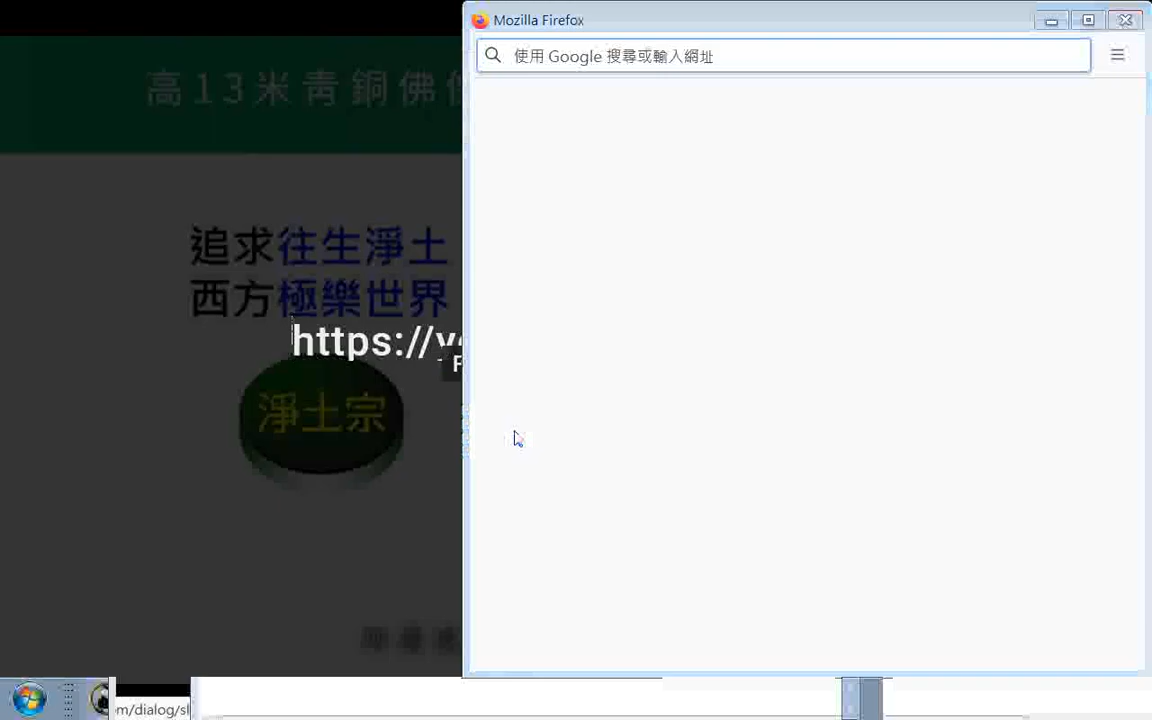 Mozilla Firefox
使用 Google 搜尋或輸入網址
高13米青銅佛
追求往生淨土
西方極樂世界
https://y
F
淨土宗
om/dialog/sl